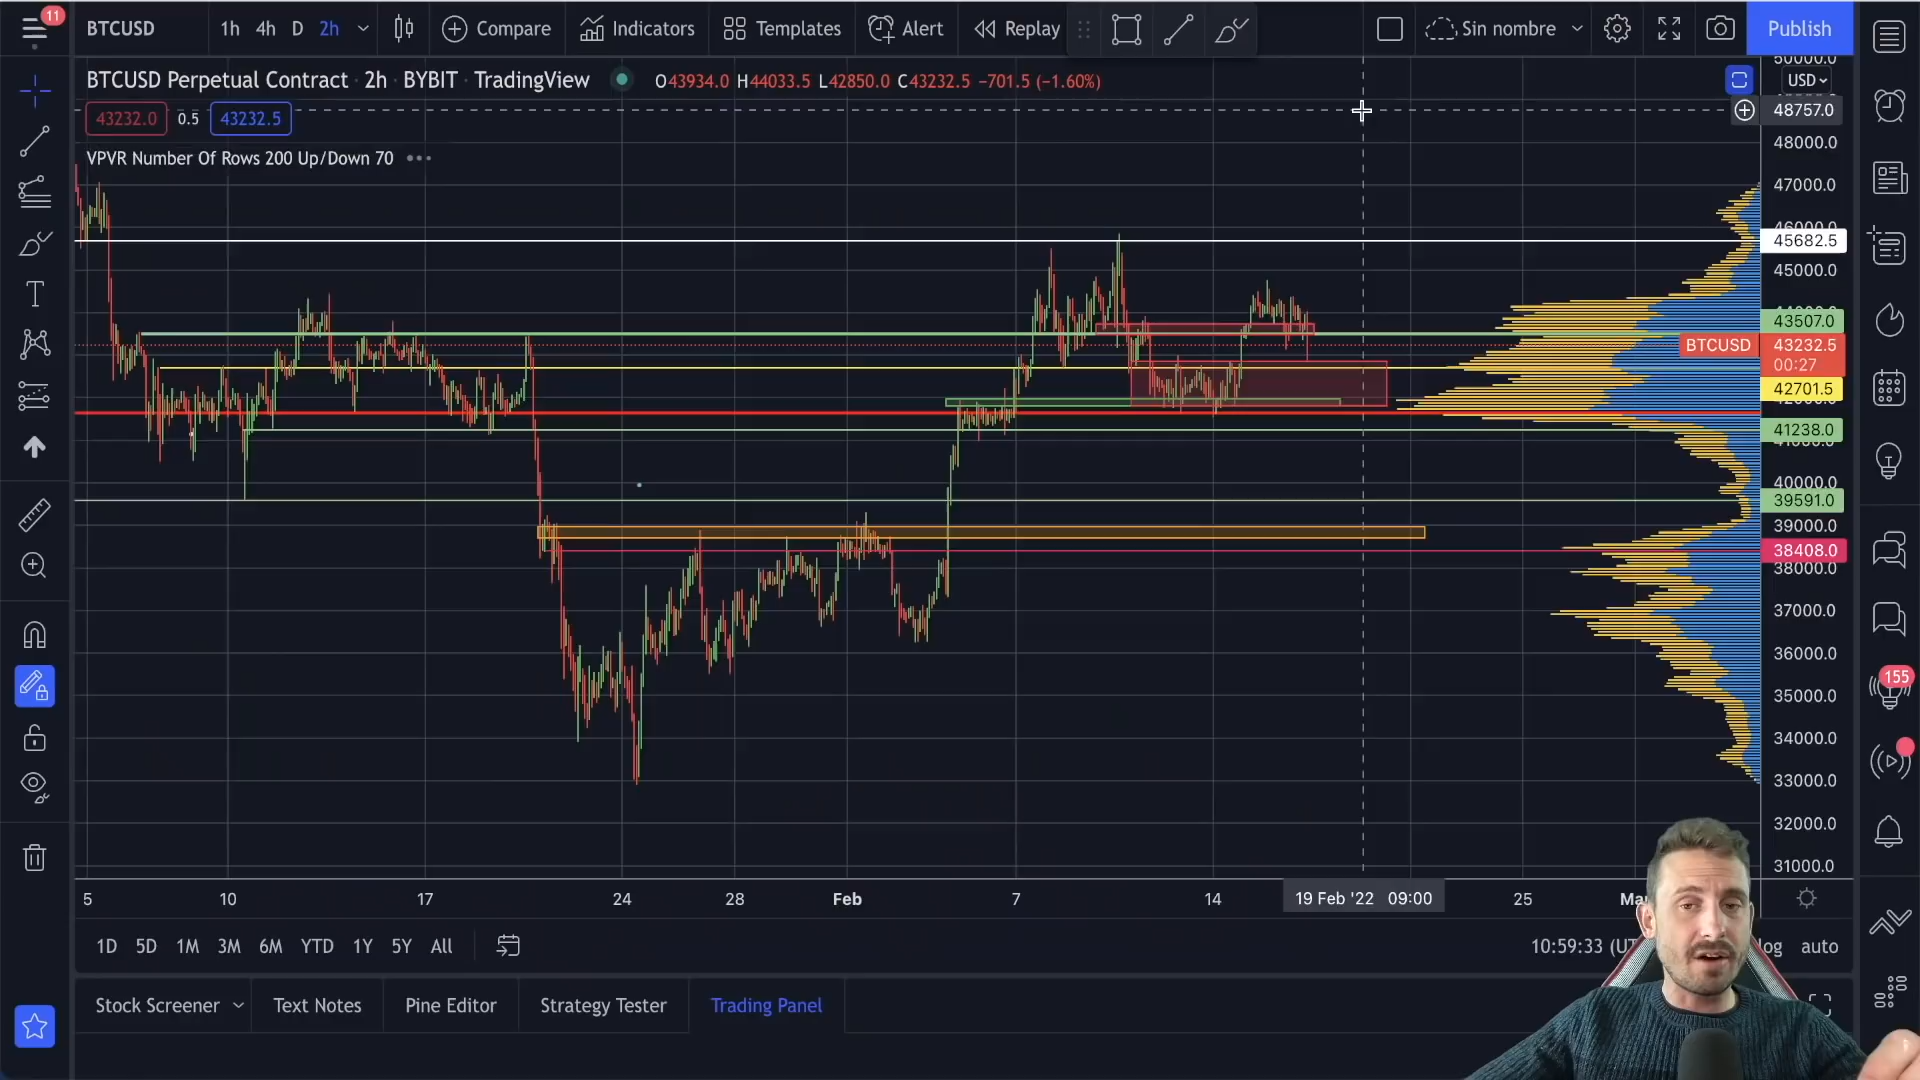 11
BTCUSD 1h 4h D 2h Compare Indicators Templates Alert Replay Sin nombre Publish
BTCUSD Perpetual Contract · 2h · BYBIT · TradingView O43934.0 H44033.5 L42850.0 C43232.5 −701.5 (−1.60%)
USD
43232.0 0.5 43232.5
VPVR Number Of Rows 200 Up/Down 70
50000.0
48757.0
48000.0
47000.0
46000.0
45682.5
45000.0
43507.0
BTCUSD 43232.5
00:27
42701.5
41238.0
40000.0
39591.0
39000.0
38408.0
38000.0
37000.0
36000.0
35000.0
34000.0
33000.0
32000.0
31000.0
155
5 10 17 24 28 Feb 7 14 19 Feb '22 09:00 25
1D 5D 1M 3M 6M YTD 1Y 5Y All 10:59:33 auto
Stock Screener Text Notes Pine Editor Strategy Tester Trading Panel